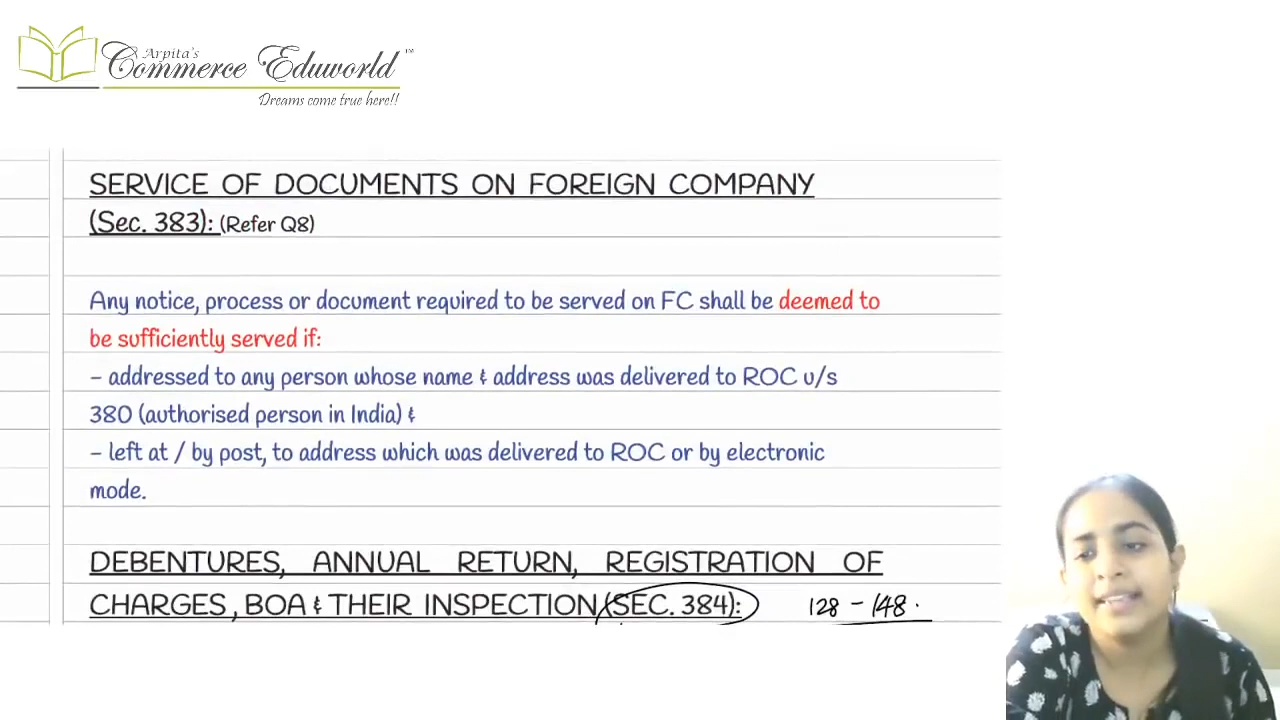 Arpita's
Commerce Eduworld ™
Dreams come true here!!
SERVICE OF DOCUMENTS ON FOREIGN COMPANY
(Sec. 383): (Refer Q8)
Any notice, process or document required to be served on FC shall be deemed to
be sufficiently served if:
- addressed to any person whose name & address was delivered to ROC u/s
380 (authorised person in India) &
- left at / by post, to address which was delivered to ROC or by electronic
mode.
DEBENTURES, ANNUAL RETURN, REGISTRATION OF
CHARGES, BOA & THEIR INSPECTION (SEC. 384): 128 - 148.